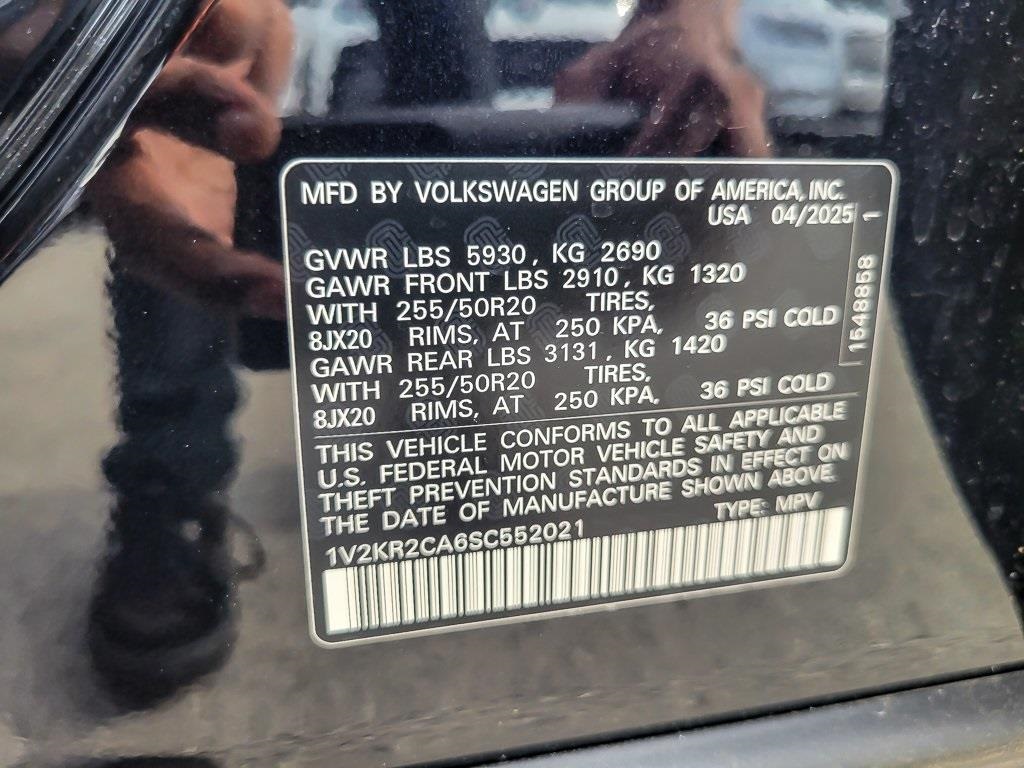 MFD BY VOLKSWAGEN GROUP OF AMERICA, INC.
USA 04/2025
GVWR LBS 5930, KG 2690
GAWR FRONT LBS 2910, KG 1320
WITH 255/50R20 TIRES,
8JX20 RIMS, AT 250 KPA, 36 PSI COLD
GAWR REAR LBS 3131, KG 1420
WITH 255/50R20 TIRES,
8JX20 RIMS, AT 250 KPA, 36 PSI COLD
1548858 1
THIS VEHICLE CONFORMS TO ALL APPLICABLE
U.S. FEDERAL MOTOR VEHICLE SAFETY AND
THEFT PREVENTION STANDARDS IN EFFECT ON
THE DATE OF MANUFACTURE SHOWN ABOVE.
TYPE: MPV
1V2KR2CA6SC552021